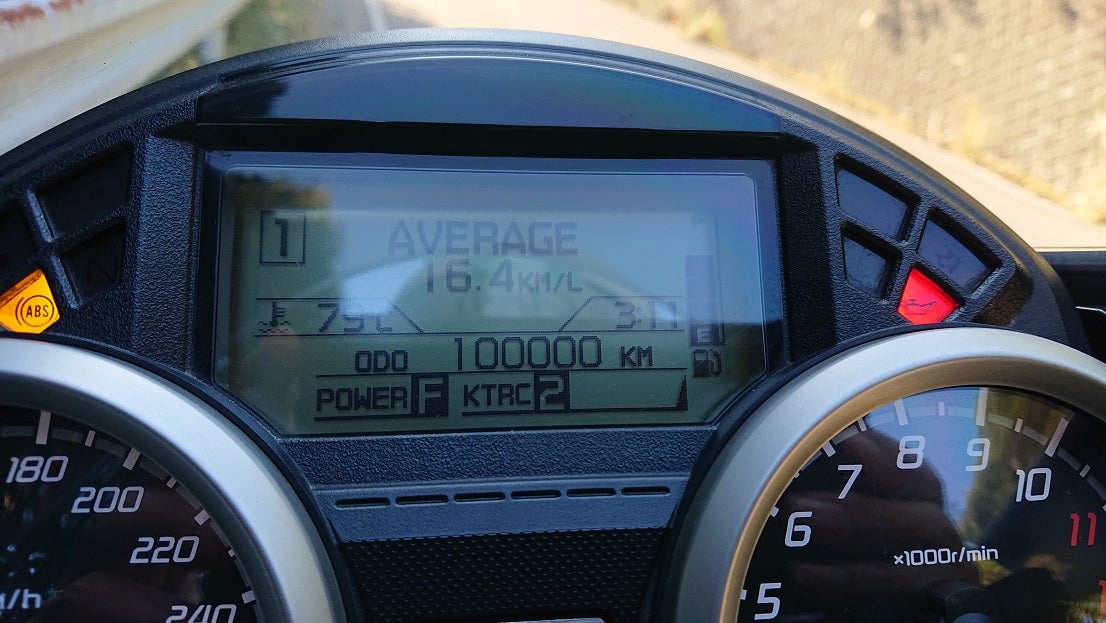 1
AVERAGE
16.4KM/L
79℃
3:11
E
ABS
ODO 100000 KM
POWER F KTRC 2
180
200
220
240
/h
5
6
7
8
9
10
11
×1000r/min